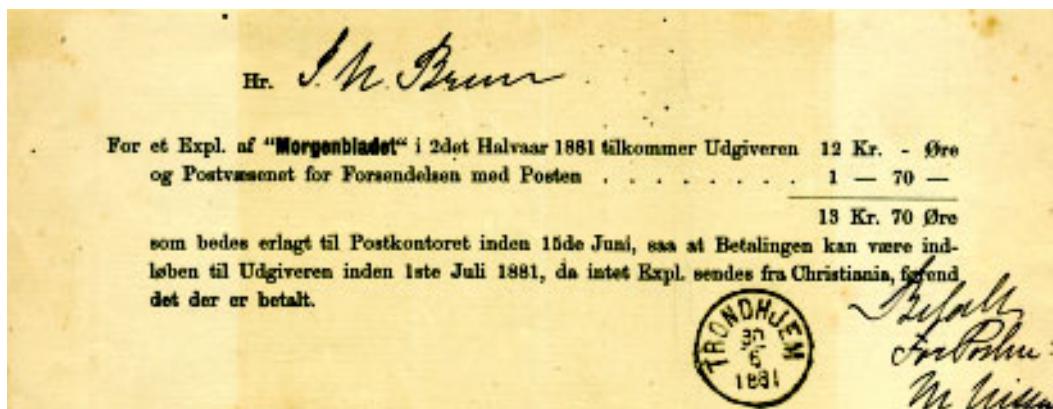 Hr. J. N. Bruun
For et Expl. af "Morgenbladet" i 2det Halvaar 1881 tilkommer Udgiveren 12 Kr. - Øre
og Postvæsenet for Forsendelsen med Posten . . . . . . . . . 1 — 70 —
13 Kr. 70 Øre
som bedes erlagt til Postkontoret inden 15de Juni, saa at Betalingen kan være ind-
løben til Udgiveren inden 1ste Juli 1881, da intet Expl. sendes fra Christiania, førend
det der er betalt.
Betalt
TRONDHJEM
30
6
1881